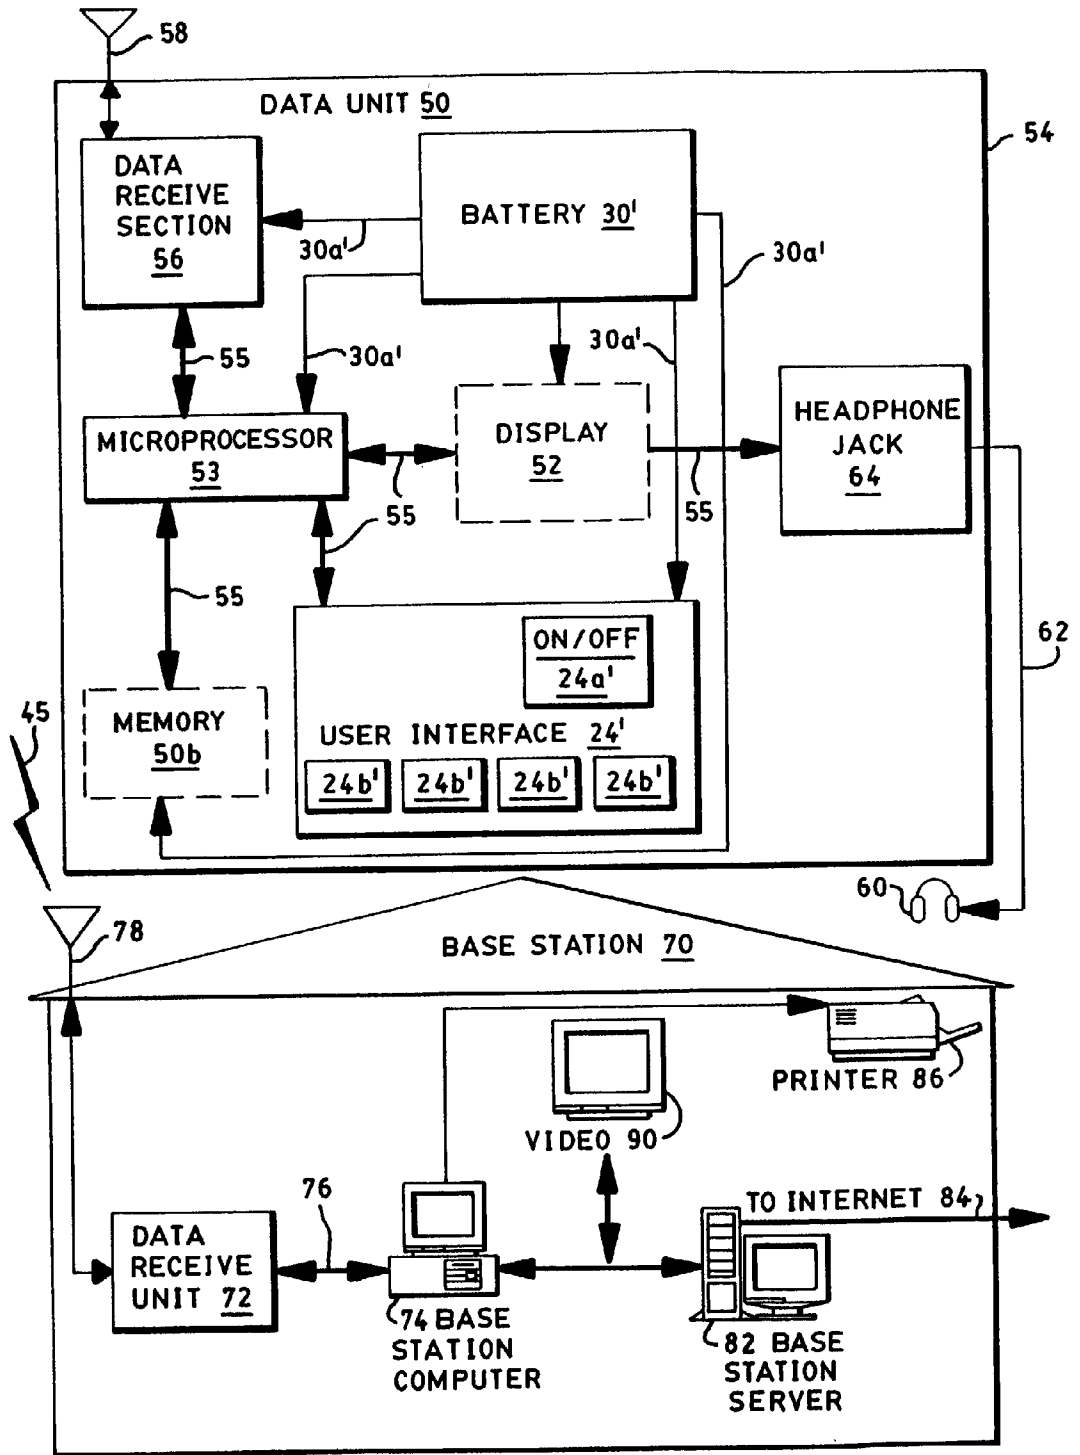 58
DATA UNIT 50
54
DATA
RECEIVE
SECTION
56
BATTERY 30'
30a'
30a'
55
30a'
30a'
MICROPROCESSOR
53
DISPLAY
52
HEADPHONE
JACK
64
55
55
55
55
ON/OFF
24a'
62
45
MEMORY
50b
USER INTERFACE 24'
24b' 24b' 24b' 24b'
60
78
BASE STATION 70
PRINTER 86
VIDEO 90
76
TO INTERNET 84
DATA
RECEIVE
UNIT 72
74 BASE
STATION
COMPUTER
82 BASE
STATION
SERVER